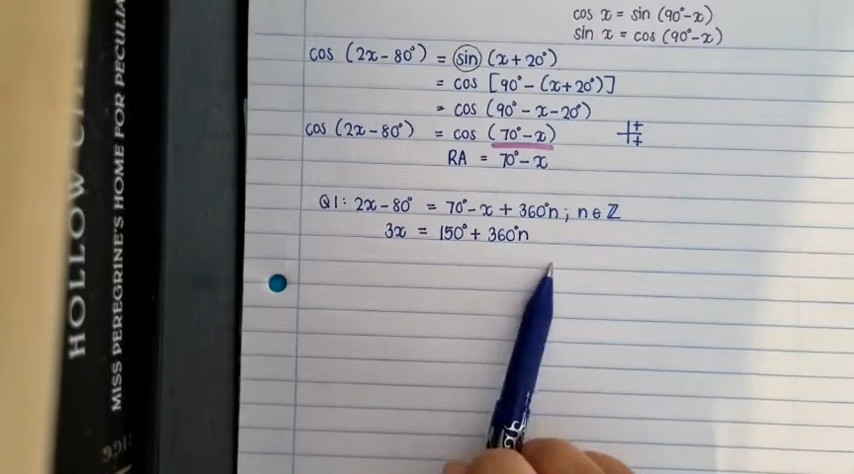 cos x = sin (90°-x)
sin x = cos (90°-x)
cos (2x - 80°) = sin (x+20°)
= cos [90° - (x+20°)]
= cos (90° - x - 20°)
cos (2x - 80°) = cos (70° - x)
RA = 70° - x
Q1: 2x - 80° = 70° - x + 360°n ; n ∈ ℤ
3x = 150° + 360°n
HOLLOW CITY
MISS PEREGRINE'S HOME FOR PECULIA